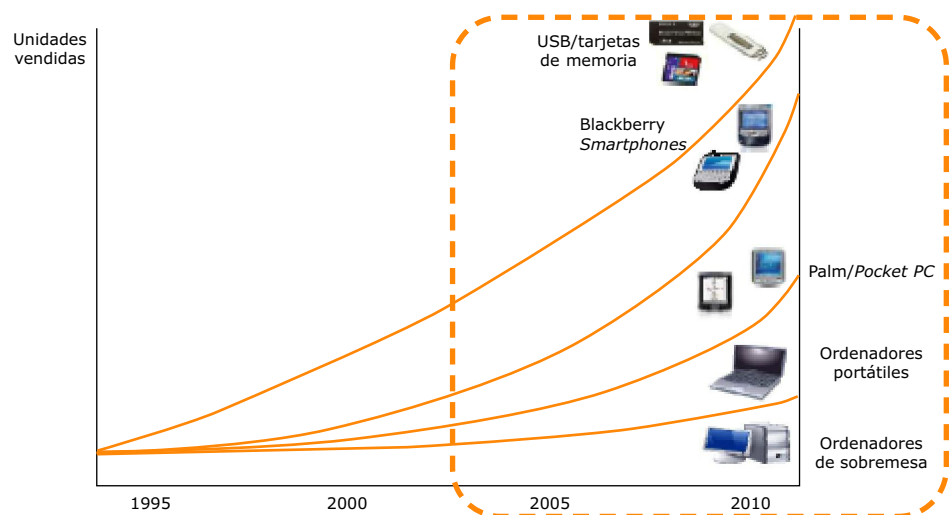 Unidades
vendidas
USB/tarjetas
de memoria
Blackberry
Smartphones
Palm/Pocket PC
Ordenadores
portátiles
Ordenadores
de sobremesa
1995 2000 2005 2010